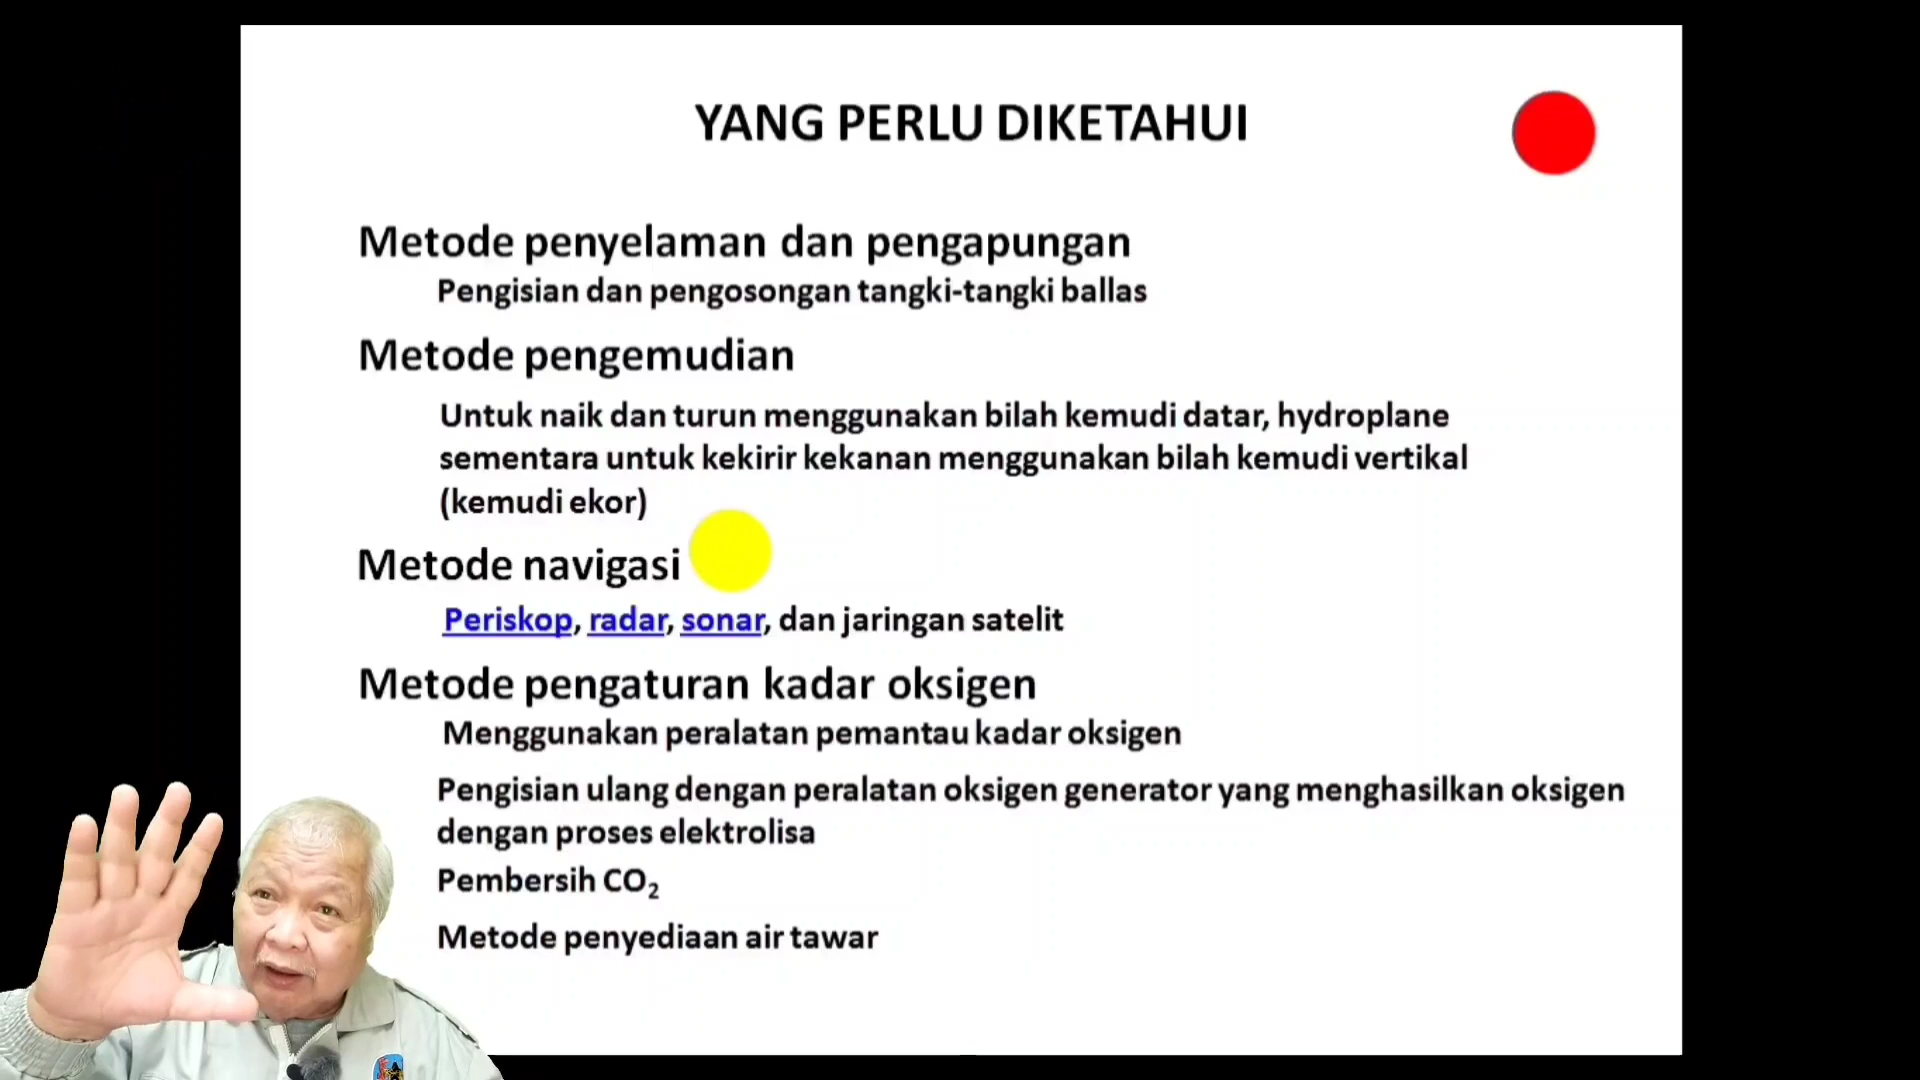 YANG PERLU DIKETAHUI
Metode penyelaman dan pengapungan
Pengisian dan pengosongan tangki-tangki ballas
Metode pengemudian
Untuk naik dan turun menggunakan bilah kemudi datar, hydroplane
sementara untuk kekirir kekanan menggunakan bilah kemudi vertikal
(kemudi ekor)
Metode navigasi
Periskop, radar, sonar, dan jaringan satelit
Metode pengaturan kadar oksigen
Menggunakan peralatan pemantau kadar oksigen
Pengisian ulang dengan peralatan oksigen generator yang menghasilkan oksigen
dengan proses elektrolisa
Pembersih CO₂
Metode penyediaan air tawar